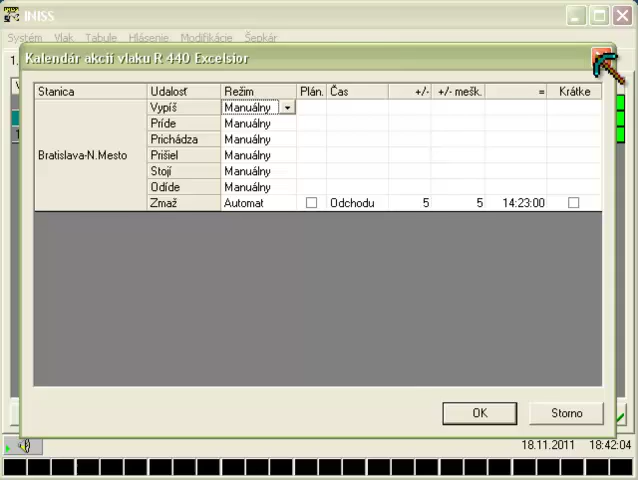 INISS
Systém Vlak Tabule Hlásenie Modifikácie Šepkár
Kalendár akcií vlaku R 440 Excelsior
Stanica Udalosť Režim Plán. Čas +/- +/- mešk. = Krátke
Vypíš Manuálny
Príde Manuálny
Prichádza Manuálny
Bratislava-N.Mesto Prišiel Manuálny
Stojí Manuálny
Odíde Manuálny
Zmaž Automat Odchodu 5 5 14:23:00
OK Storno
18.11.2011 18:42:04